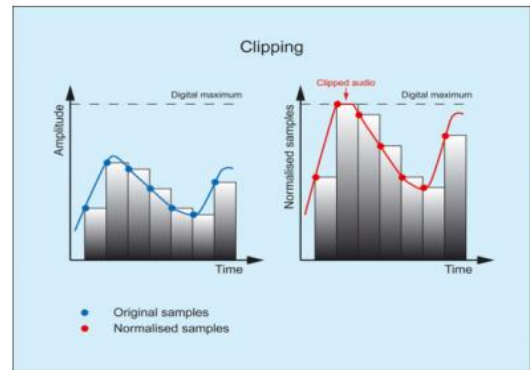 Clipping
Digital maximum
Amplitude
Time
Clipped audio
Digital maximum
Normalised samples
Time
Original samples
Normalised samples